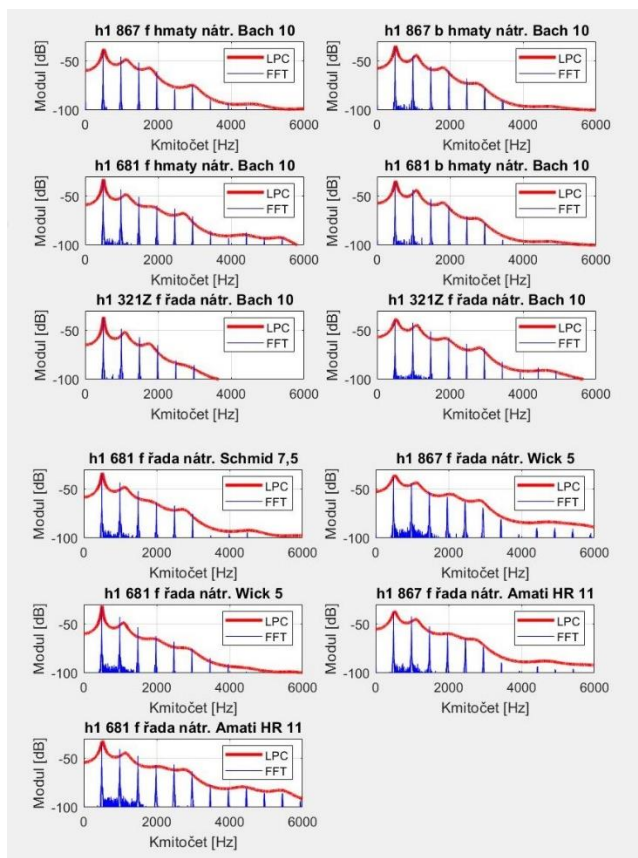 h1 867 f hmaty nátr. Bach 10
Modul [dB]
-50
-100
LPC
FFT
0 2000 4000 6000
Kmitočet [Hz]
h1 867 b hmaty nátr. Bach 10
Modul [dB]
-50
-100
LPC
FFT
0 2000 4000 6000
Kmitočet [Hz]
h1 681 f hmaty nátr. Bach 10
Modul [dB]
-50
-100
LPC
FFT
0 2000 4000 6000
Kmitočet [Hz]
h1 681 b hmaty nátr. Bach 10
Modul [dB]
-50
-100
LPC
FFT
0 2000 4000 6000
Kmitočet [Hz]
h1 321Z f řada nátr. Bach 10
Modul [dB]
-50
-100
LPC
FFT
0 2000 4000 6000
Kmitočet [Hz]
h1 321Z f řada nátr. Bach 10
Modul [dB]
-50
-100
LPC
FFT
0 2000 4000 6000
Kmitočet [Hz]
h1 681 f řada nátr. Schmid 7,5
Modul [dB]
-50
-100
LPC
FFT
0 2000 4000 6000
Kmitočet [Hz]
h1 867 f řada nátr. Wick 5
Modul [dB]
-50
-100
LPC
FFT
0 2000 4000 6000
Kmitočet [Hz]
h1 681 f řada nátr. Wick 5
Modul [dB]
-50
-100
LPC
FFT
0 2000 4000 6000
Kmitočet [Hz]
h1 867 f řada nátr. Amati HR 11
Modul [dB]
-50
-100
LPC
FFT
0 2000 4000 6000
Kmitočet [Hz]
h1 681 f řada nátr. Amati HR 11
Modul [dB]
-50
-100
LPC
FFT
0 2000 4000 6000
Kmitočet [Hz]